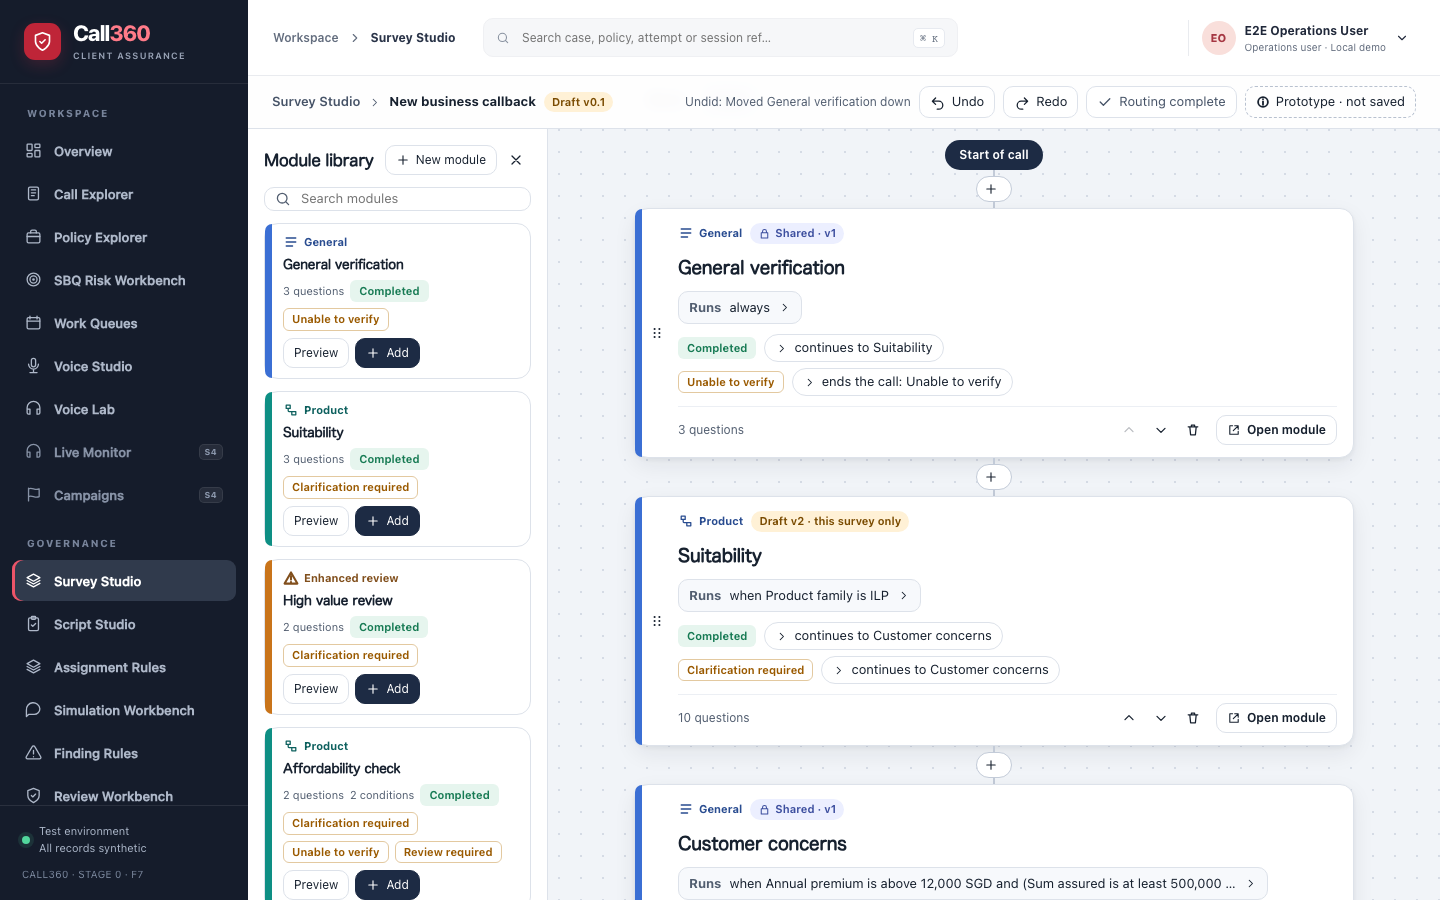 Call360
CLIENT ASSURANCE
WORKSPACE
Overview
Call Explorer
Policy Explorer
SBQ Risk Workbench
Work Queues
Voice Studio
Voice Lab
Live Monitor S4
Campaigns S4
GOVERNANCE
Survey Studio
Script Studio
Assignment Rules
Simulation Workbench
Finding Rules
Review Workbench
Test environment
All records synthetic
CALL360 · STAGE 0 · F7
Workspace > Survey Studio
Search case, policy, attempt or session ref...
⌘ K
EO
E2E Operations User
Operations user · Local demo
Survey Studio > New business callback Draft v0.1
Undid: Moved General verification down
Undo
Redo
Routing complete
Prototype · not saved
Module library
+ New module
Search modules
General
General verification
3 questions Completed
Unable to verify
Preview + Add
Product
Suitability
3 questions Completed
Clarification required
Preview + Add
Enhanced review
High value review
2 questions Completed
Clarification required
Preview + Add
Product
Affordability check
2 questions 2 conditions Completed
Clarification required
Unable to verify Review required
Preview + Add
Start of call
General Shared · v1
General verification
Runs always
Completed continues to Suitability
Unable to verify ends the call: Unable to verify
3 questions
Open module
Product Draft v2 · this survey only
Suitability
Runs when Product family is ILP
Completed continues to Customer concerns
Clarification required continues to Customer concerns
10 questions
Open module
General Shared · v1
Customer concerns
Runs when Annual premium is above 12,000 SGD and (Sum assured is at least 500,000 ...